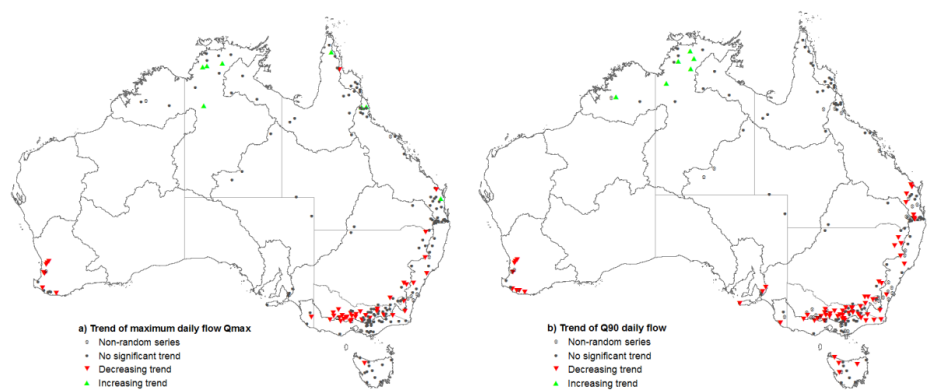 a) Trend of maximum daily flow Qmax
Non-random series
No significant trend
Decreasing trend
Increasing trend
b) Trend of Q90 daily flow
Non-random series
No significant trend
Decreasing trend
Increasing trend